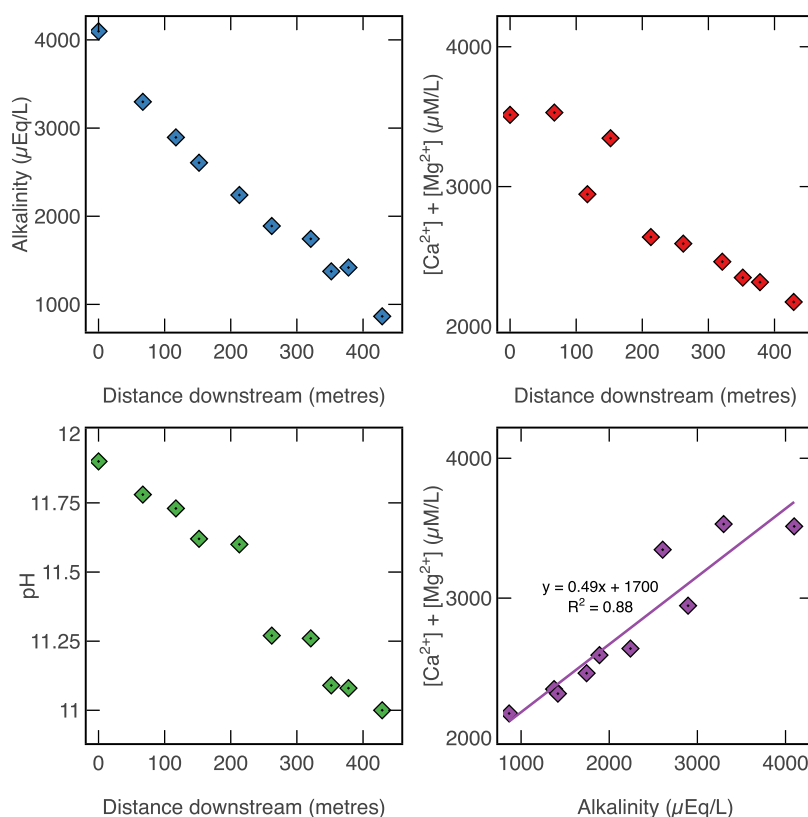 4000
3000
2000
1000
Alkalinity (µEq/L)
0 100 200 300 400
Distance downstream (metres)
4000
3000
2000
[Ca²⁺] + [Mg²⁺] (µM/L)
0 100 200 300 400
Distance downstream (metres)
12
11.75
11.5
11.25
11
pH
0 100 200 300 400
Distance downstream (metres)
4000
3000
2000
[Ca²⁺] + [Mg²⁺] (µM/L)
y = 0.49x + 1700
R² = 0.88
1000 2000 3000 4000
Alkalinity (µEq/L)